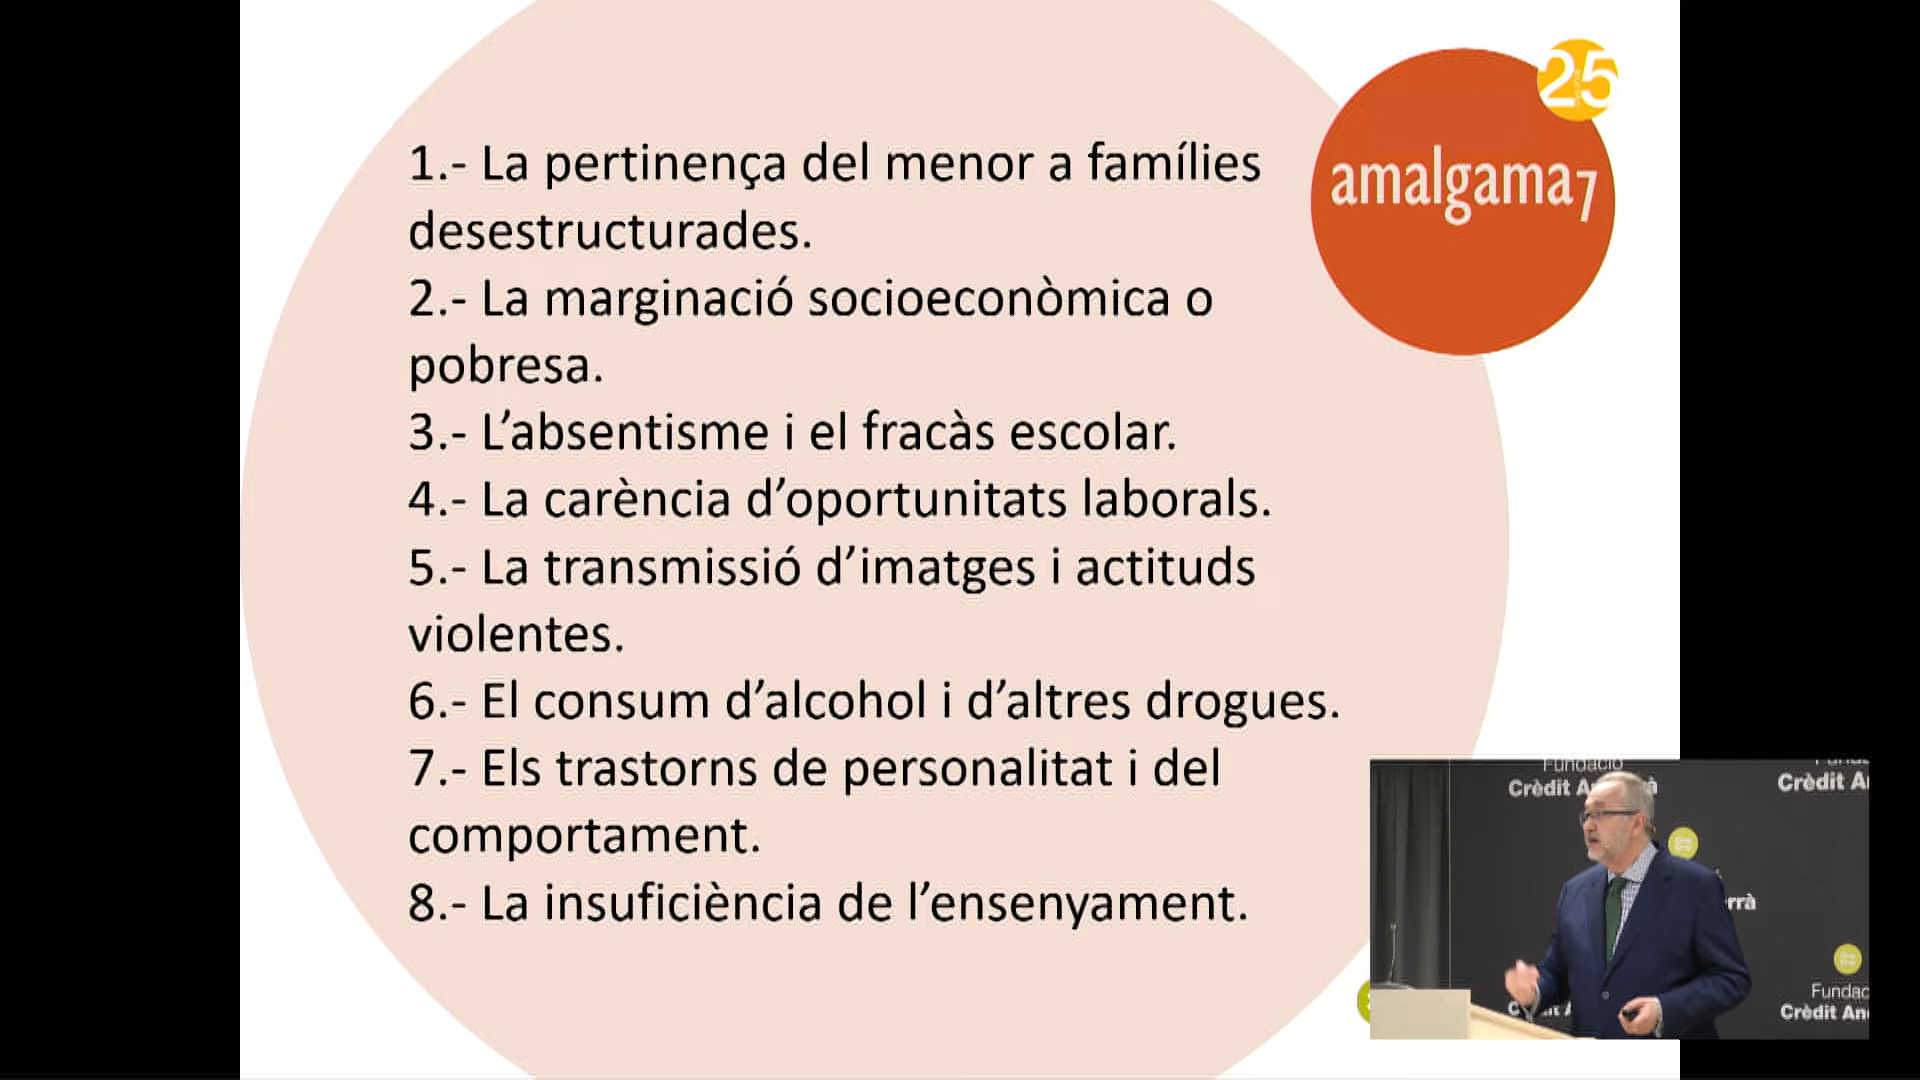 25
amalgama7
1.- La pertinença del menor a famílies
desestructurades.
2.- La marginació socioeconòmica o
pobresa.
3.- L’absentisme i el fracàs escolar.
4.- La carència d’oportunitats laborals.
5.- La transmissió d’imatges i actituds
violentes.
6.- El consum d’alcohol i d’altres drogues.
7.- Els trastorns de personalitat i del
comportament.
8.- La insuficiència de l’ensenyament.
Fundació
Crèdit
Crèdit